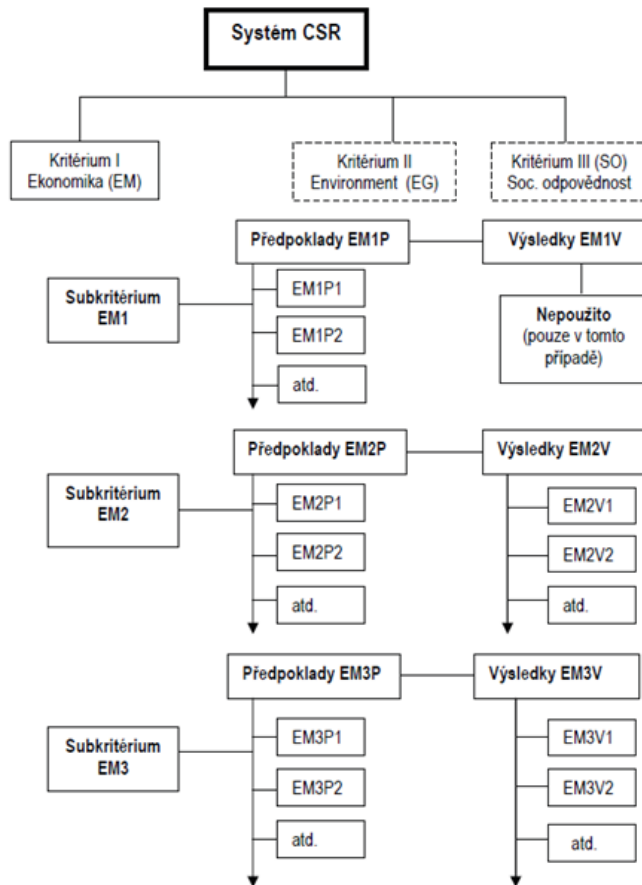 Systém CSR
Kritérium I
Ekonomika (EM)
Kritérium II
Environment (EG)
Kritérium III (SO)
Soc. odpovědnost
Předpoklady EM1P
Výsledky EM1V
Subkritérium
EM1
EM1P1
EM1P2
atd.
Nepoužito
(pouze v tomto
případě)
Předpoklady EM2P
Výsledky EM2V
Subkritérium
EM2
EM2P1
EM2P2
atd.
EM2V1
EM2V2
atd.
Předpoklady EM3P
Výsledky EM3V
Subkritérium
EM3
EM3P1
EM3P2
atd.
EM3V1
EM3V2
atd.